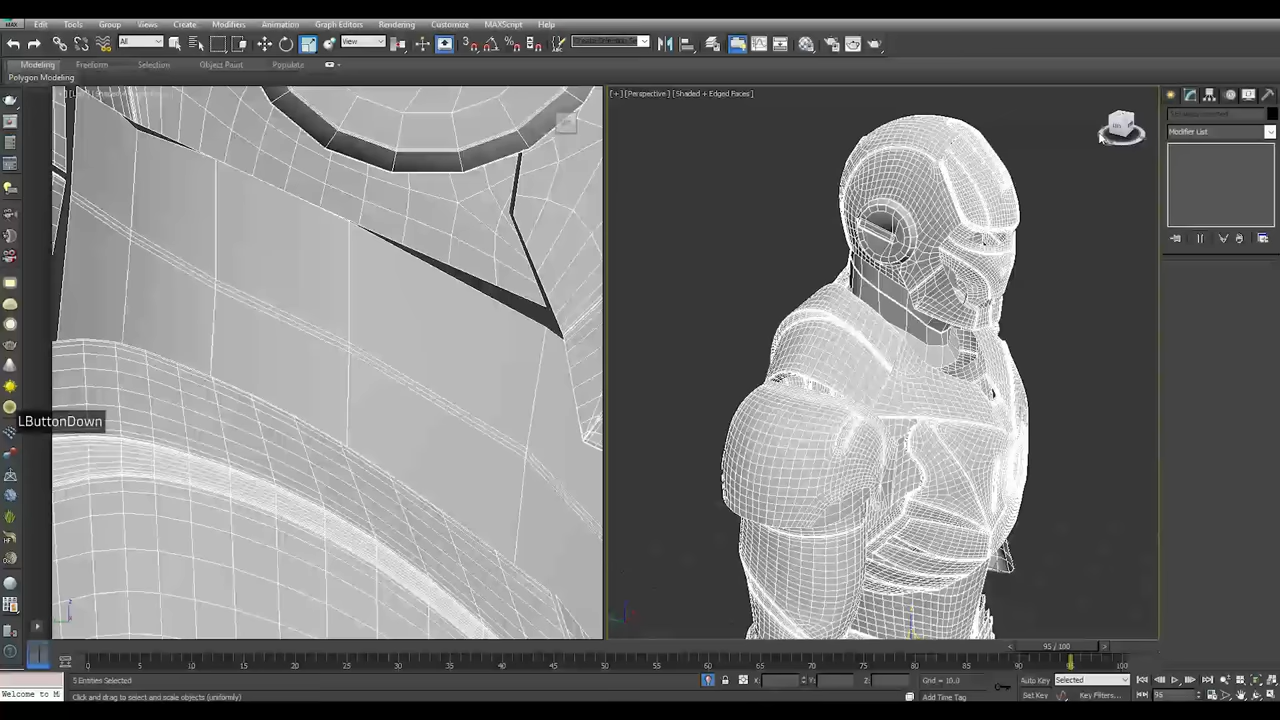 MAX Edit Tools Group Views Create Modifiers Animation Graph Editors Rendering Customize MAXScript Help
All View
Modeling Freeform Selection Object Paint Populate
Polygon Modeling
[+] [Perspective] [Shaded + Edged Faces]
Modifier List
LButtonDown
95 / 100
0 5 10 15 20 25 30 35 40 45 50 55 60 65 70 75 80 85 90 95 100
5 Entities Selected X: Y: Z: Grid = 10.0 Auto Key Selected
Welcome to M Click and drag to select and scale objects (uniformly) Add Time Tag Set Key Key Filters... 95